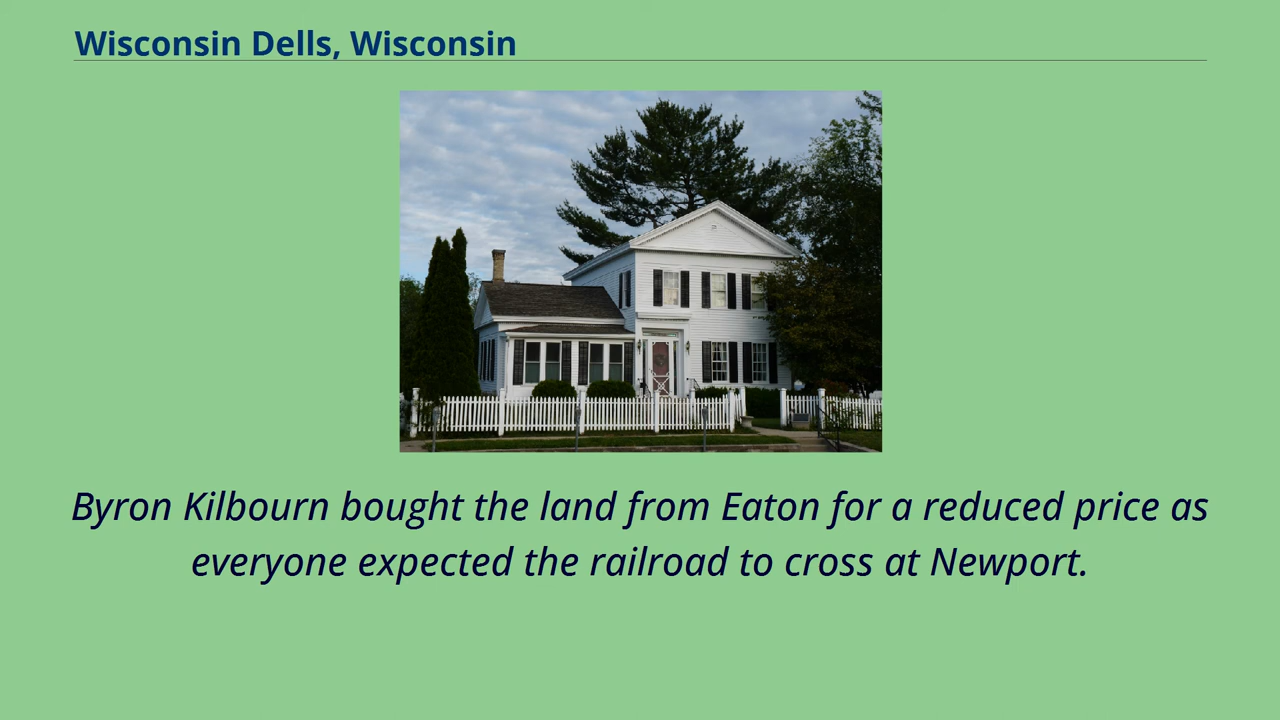 Wisconsin Dells, Wisconsin
Byron Kilbourn bought the land from Eaton for a reduced price as
everyone expected the railroad to cross at Newport.